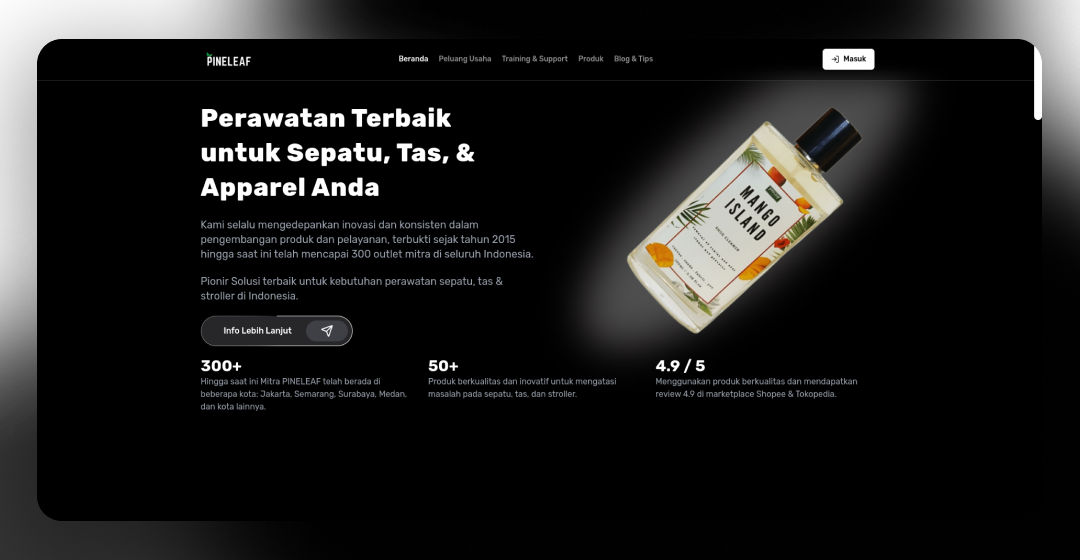 PINELEAF
Beranda
Peluang Usaha
Training & Support
Produk
Blog & Tips
Masuk
Perawatan Terbaik
untuk Sepatu, Tas, &
Apparel Anda
Kami selalu mengedepankan inovasi dan konsisten dalam
pengembangan produk dan pelayanan, terbukti sejak tahun 2015
hingga saat ini telah mencapai 300 outlet mitra di seluruh Indonesia.
Pionir Solusi terbaik untuk kebutuhan perawatan sepatu, tas &
stroller di Indonesia.
Info Lebih Lanjut
MANGO
ISLAND
300+
Hingga saat ini Mitra PINELEAF telah berada di
beberapa kota: Jakarta, Semarang, Surabaya, Medan,
dan kota lainnya.
50+
Produk berkualitas dan inovatif untuk mengatasi
masalah pada sepatu, tas, dan stroller.
4.9 / 5
Menggunakan produk berkualitas dan mendapatkan
review 4.9 di marketplace Shopee & Tokopedia.